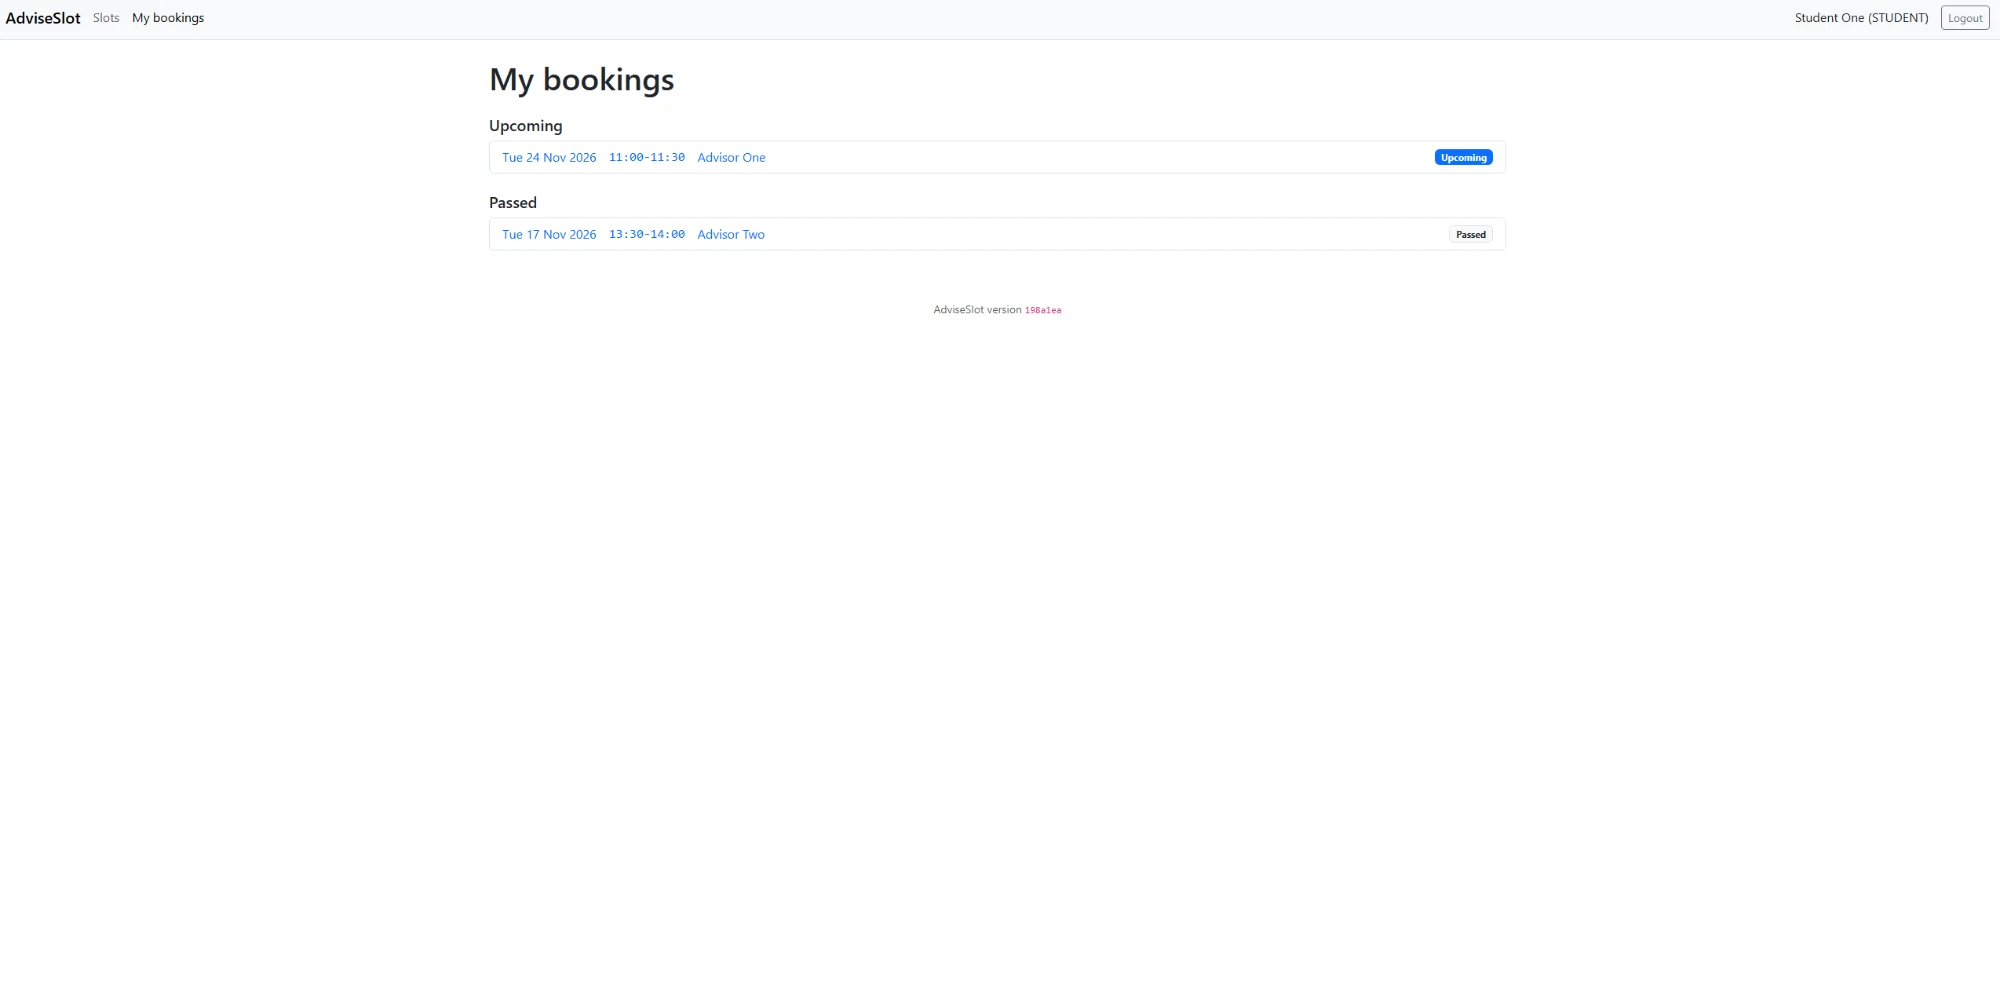 AdviseSlot Slots My bookings Student One (STUDENT) Logout
My bookings
Upcoming
Tue 24 Nov 2026 11:00-11:30 Advisor One Upcoming
Passed
Tue 17 Nov 2026 13:30-14:00 Advisor Two Passed
AdviseSlot version 198a1ea